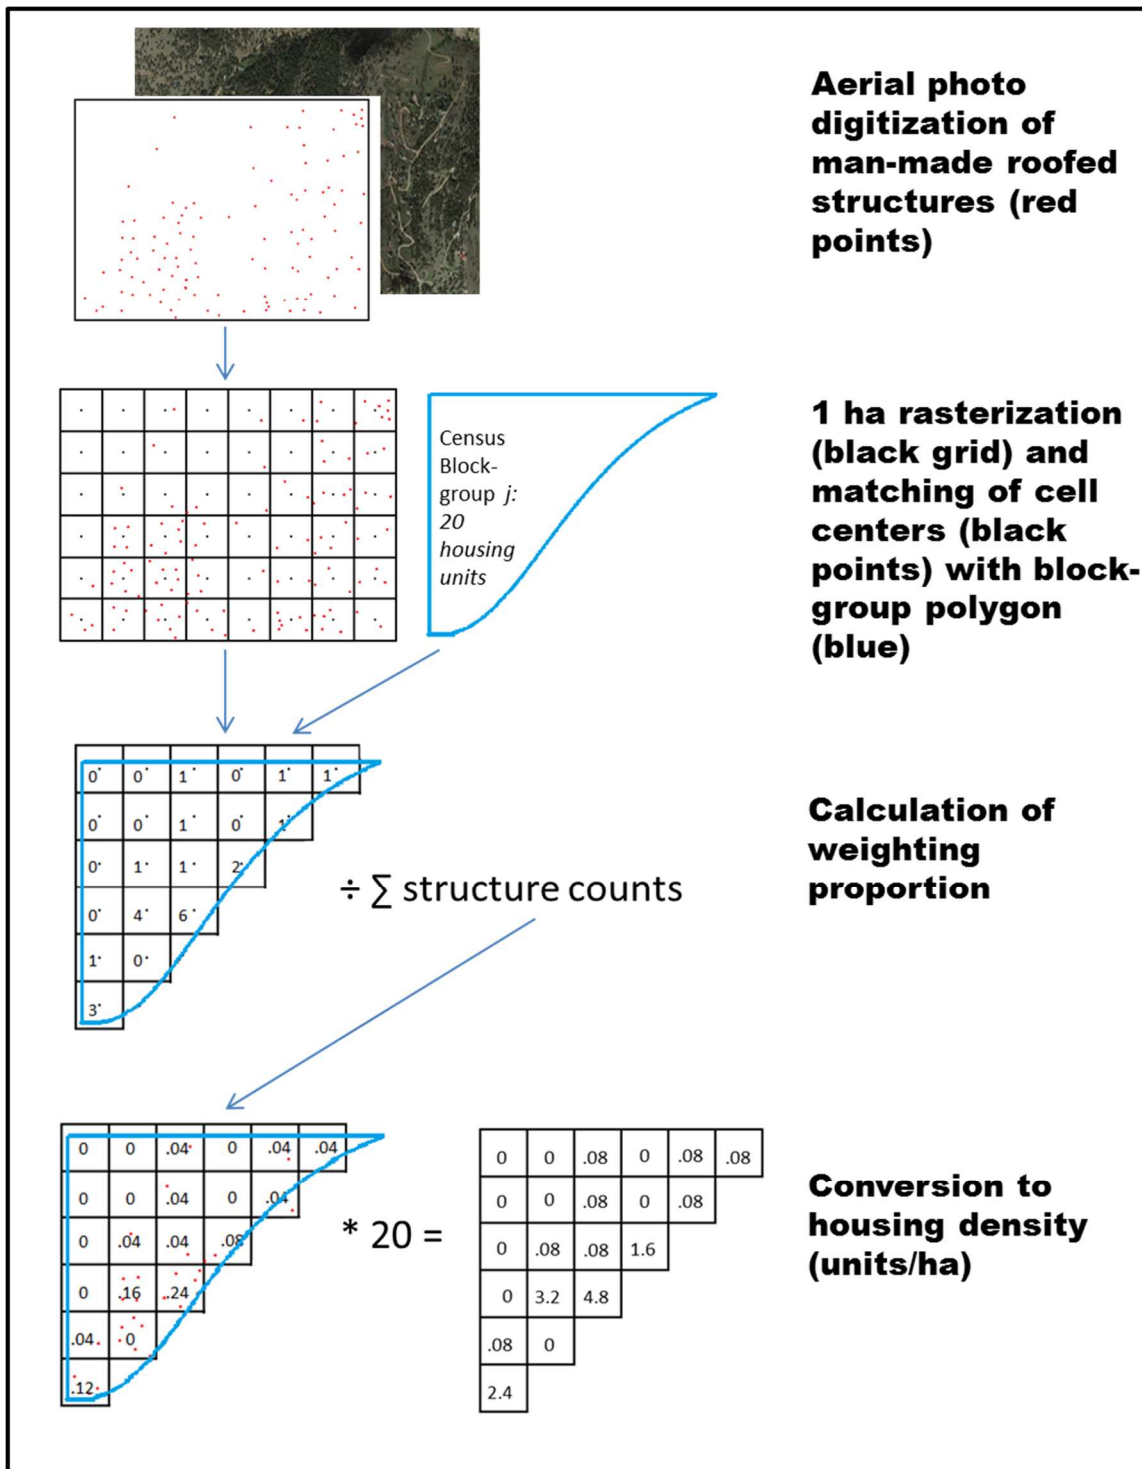 Aerial photo
digitization of
man-made roofed
structures (red
points)
Census
Block-
group j:
20
housing
units
1 ha rasterization
(black grid) and
matching of cell
centers (black
points) with block-
group polygon
(blue)
0 0 1 0 1 1
0 0 1 0 1
0 1 1 2
0 4 6
1 0
3
÷ ∑ structure counts
Calculation of
weighting
proportion
0 0 .04 0 .04 .04
0 0 .04 0 .04
0 .04 .04 .08
0 .16 .24
.04 0
.12
* 20 =
0 0 .08 0 .08 .08
0 0 .08 0 .08
0 .08 .08 1.6
0 3.2 4.8
.08 0
2.4
Conversion to
housing density
(units/ha)